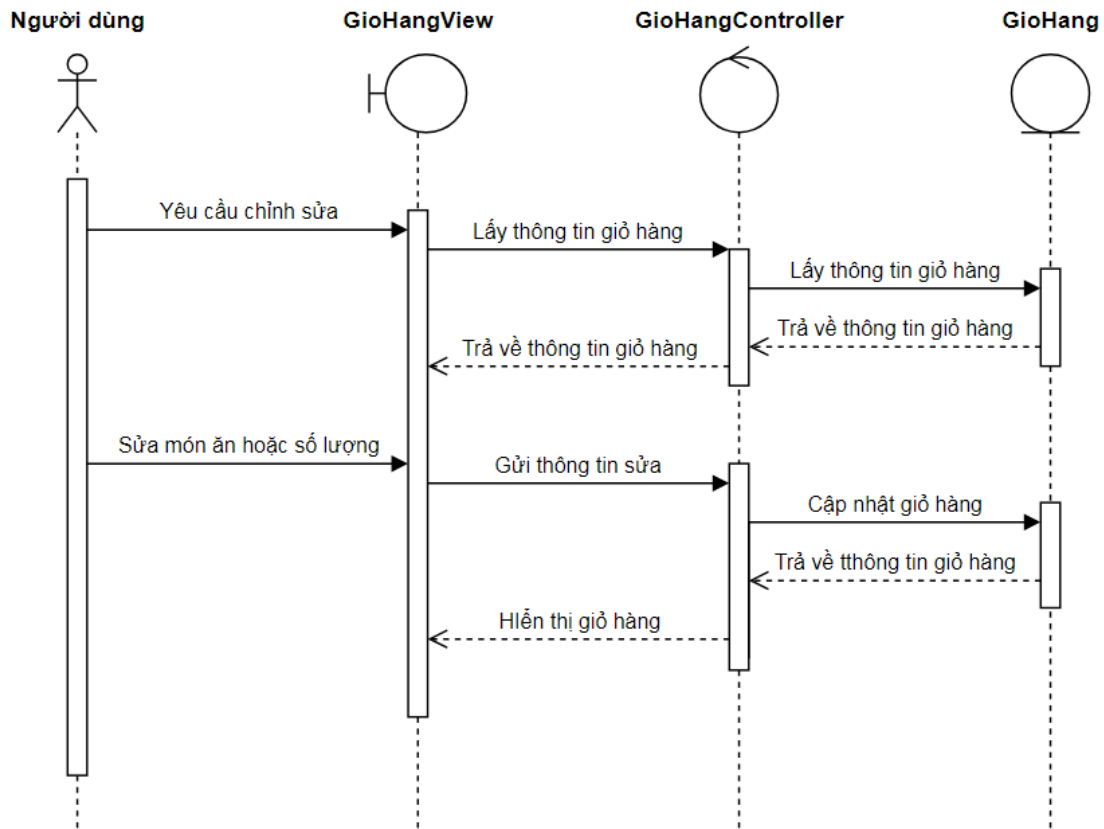 Người dùng
GioHangView
GioHangController
GioHang
Yêu cầu chỉnh sửa
Lấy thông tin giỏ hàng
Lấy thông tin giỏ hàng
Trả về thông tin giỏ hàng
Trả về thông tin giỏ hàng
Sửa món ăn hoặc số lượng
Gửi thông tin sửa
Cập nhật giỏ hàng
Trả về tthông tin giỏ hàng
HIển thị giỏ hàng